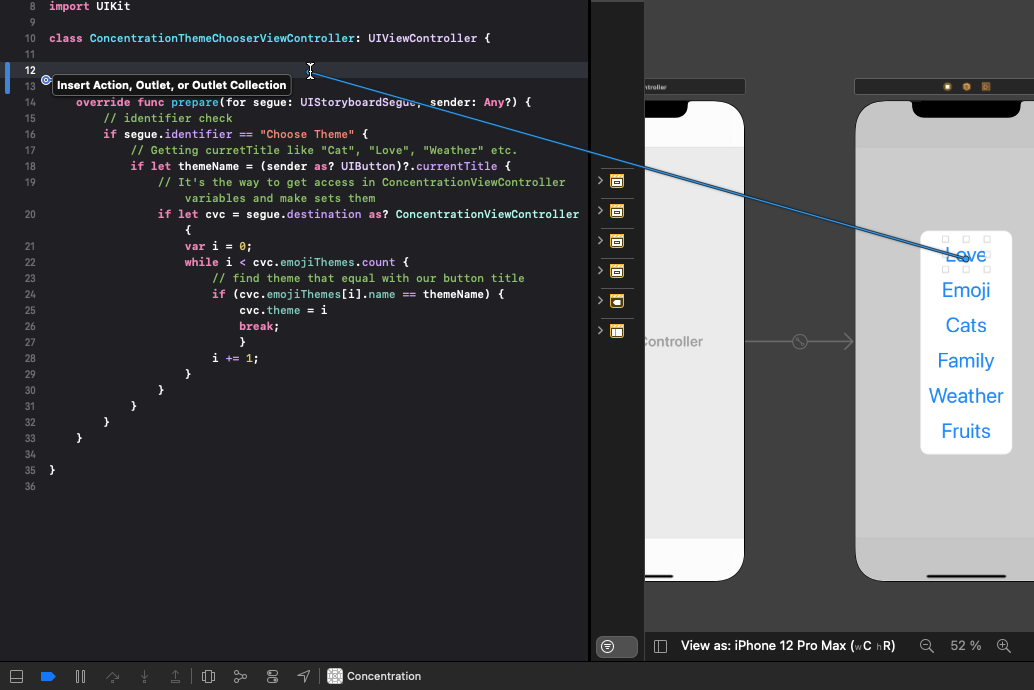 8 import UIKit
9
10 class ConcentrationThemeChooserViewController: UIViewController {
11
12
13
Insert Action, Outlet, or Outlet Collection
14 override func prepare(for segue: UIStoryboardSegue, sender: Any?) {
15 // identifier check
16 if segue.identifier == "Choose Theme" {
17 // Getting curretTitle like "Cat", "Love", "Weather" etc.
18 if let themeName = (sender as? UIButton)?.currentTitle {
19 // It's the way to get access in ConcentrationViewController
variables and make sets them
20 if let cvc = segue.destination as? ConcentrationViewController
{
21 var i = 0;
22 while i < cvc.emojiThemes.count {
23 // find theme that equal with our button title
24 if (cvc.emojiThemes[i].name == themeName) {
25 cvc.theme = i
26 break;
27 }
28 i += 1;
29 }
30 }
31 }
32 }
33 }
34
35 }
36
ntroller
Controller
Love
Emoji
Cats
Family
Weather
Fruits
View as: iPhone 12 Pro Max (wC hR)
52 %
Concentration